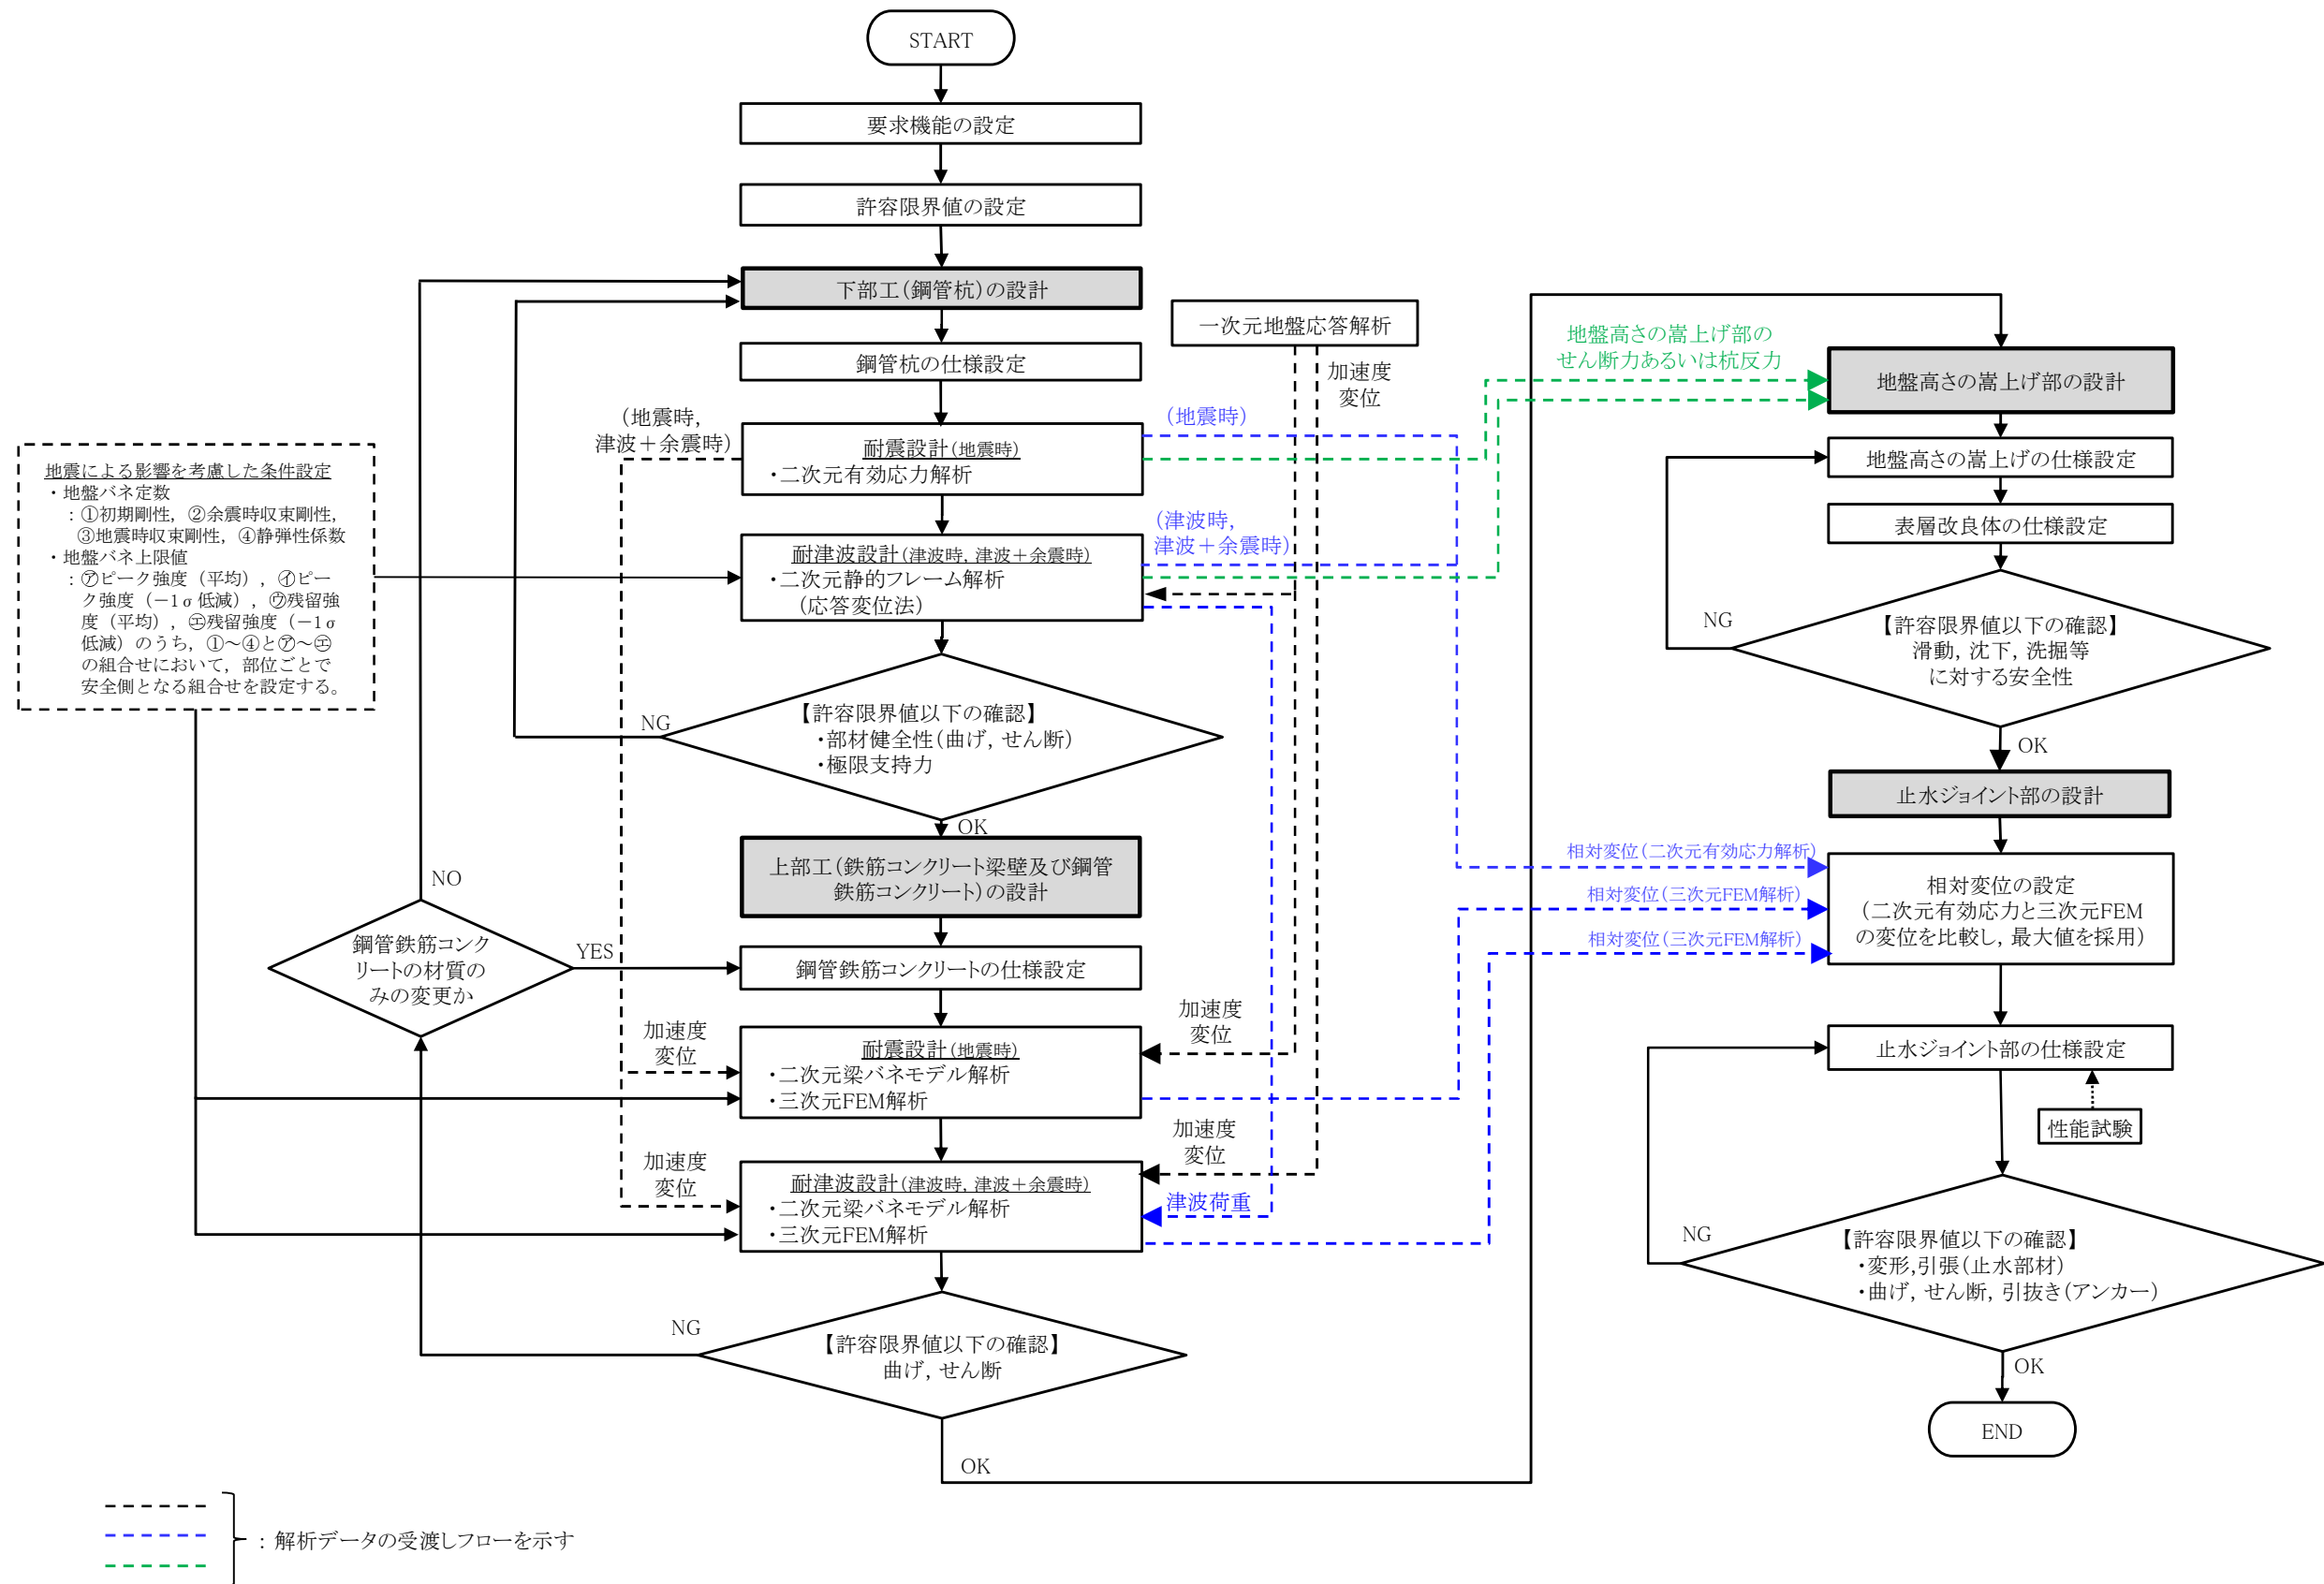 START
要求機能の設定
許容限界値の設定
下部工（鋼管杭）の設計
鋼管杭の仕様設定
一次元地盤応答解析
加速度
変位
（地震時，
津波＋余震時）
耐震設計（地震時）
・二次元有効応力解析
（地震時）
耐津波設計（津波時，津波＋余震時）
・二次元静的フレーム解析
（応答変位法）
（津波時，
津波＋余震時）
地震による影響を考慮した条件設定
・地盤バネ定数
：①初期剛性，②余震時収束剛性，
③地震時収束剛性，④静弾性係数
・地盤バネ上限値
：㋐ピーク強度（平均），㋑ピー
ク強度（－1σ低減），㋒残留強
度（平均），㋓残留強度（－1σ
低減）のうち，①～④と㋐～㋓
の組合せにおいて，部位ごとで
安全側となる組合せを設定する。
NG
【許容限界値以下の確認】
・部材健全性（曲げ，せん断）
・極限支持力
OK
上部工（鉄筋コンクリート梁壁及び鋼管
鉄筋コンクリート）の設計
NO
鋼管鉄筋コンク
リートの材質の
みの変更か
YES
鋼管鉄筋コンクリートの仕様設定
加速度
変位
耐震設計（地震時）
・二次元梁バネモデル解析
・三次元FEM解析
加速度
変位
加速度
変位
耐津波設計（津波時，津波＋余震時）
・二次元梁バネモデル解析
・三次元FEM解析
加速度
変位
津波荷重
NG
【許容限界値以下の確認】
曲げ，せん断
OK
地盤高さの嵩上げ部の
せん断力あるいは杭反力
地盤高さの嵩上げ部の設計
地盤高さの嵩上げの仕様設定
表層改良体の仕様設定
NG
【許容限界値以下の確認】
滑動，沈下，洗掘等
に対する安全性
OK
止水ジョイント部の設計
相対変位（二次元有効応力解析）
相対変位（三次元FEM解析）
相対変位（三次元FEM解析）
相対変位の設定
（二次元有効応力と三次元FEM
の変位を比較し，最大値を採用）
止水ジョイント部の仕様設定
性能試験
NG
【許容限界値以下の確認】
・変形,引張（止水部材）
・曲げ，せん断，引抜き（アンカー）
OK
END
：解析データの受渡しフローを示す